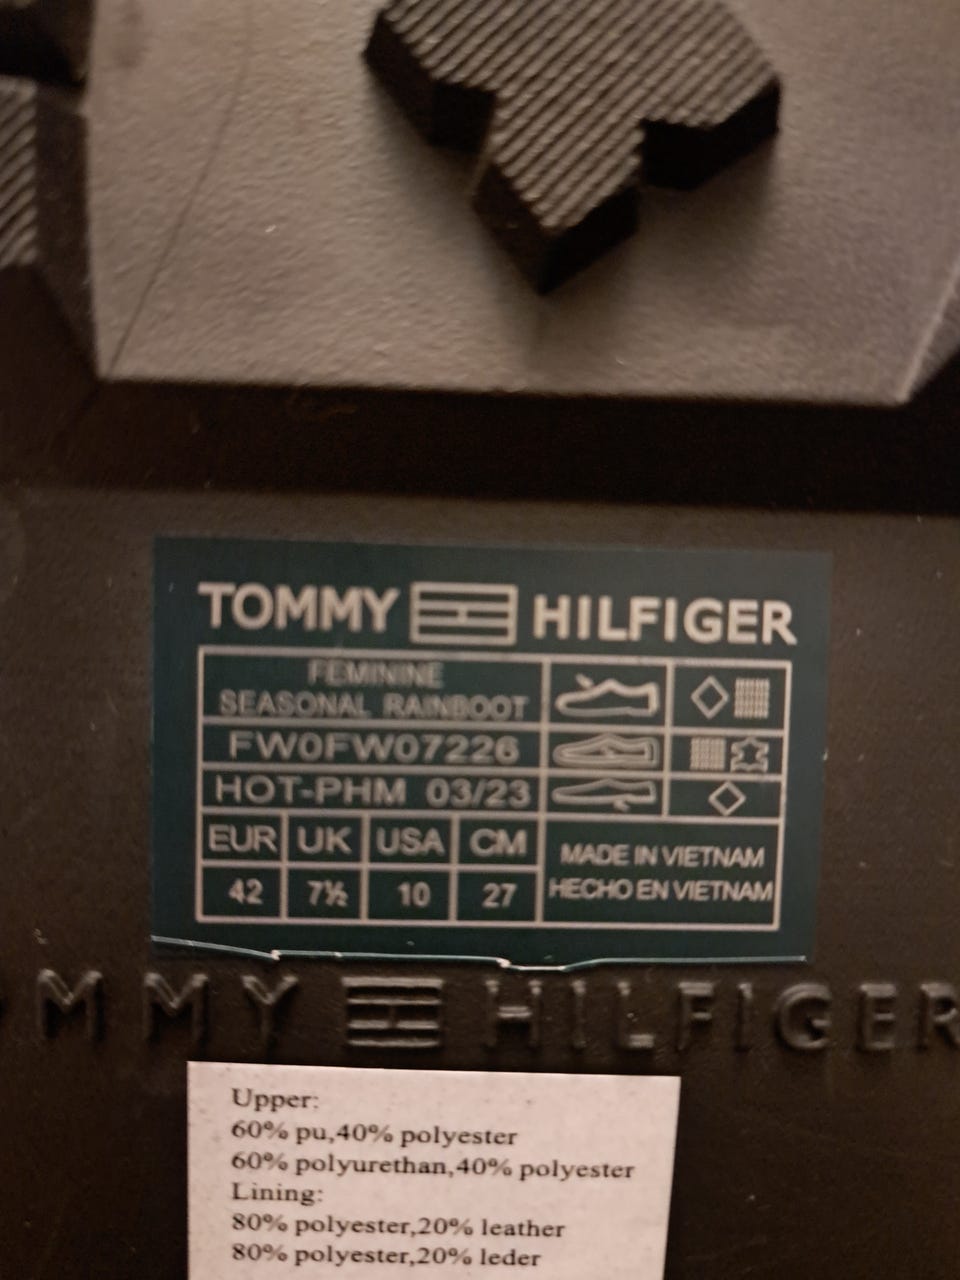 TOMMY HILFIGER
FEMININE
SEASONAL RAINBOOT
FW0FW07226
HOT-PHM 03/23
EUR UK USA CM
42 7½ 10 27
MADE IN VIETNAM
HECHO EN VIETNAM
MMY HILFIGER
Upper:
60% pu,40% polyester
60% polyurethan,40% polyester
Lining:
80% polyester,20% leather
80% polyester,20% leder